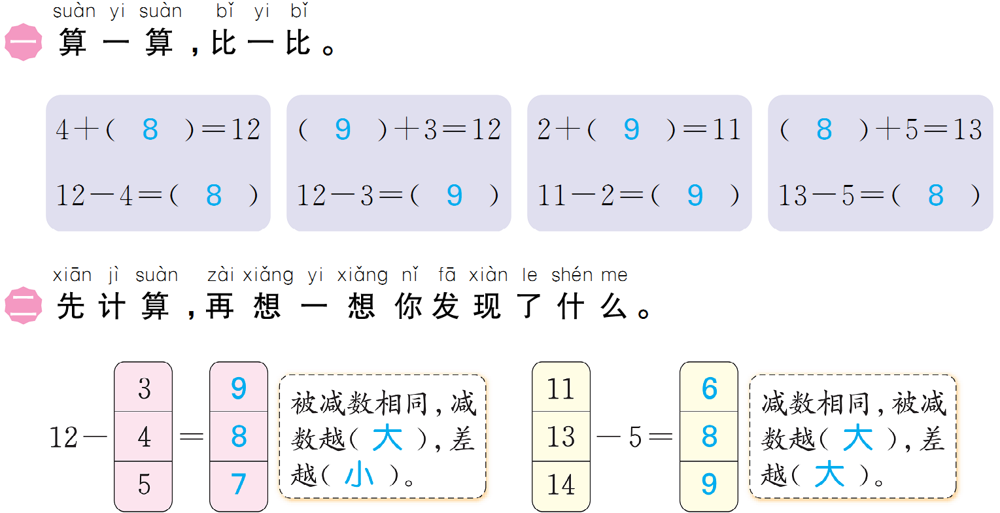 suàn yi suàn bǐ yi bǐ
一 算一算,比一比。
4+( 8 )=12 ( 9 )+3=12 2+( 9 )=11 ( 8 )+5=13
12-4=( 8 ) 12-3=( 9 ) 11-2=( 9 ) 13-5=( 8 )
xiān jì suàn zài xiǎng yi xiǎng nǐ fā xiàn le shén me
二 先计算,再想一想你发现了什么。
12-
3
4
5
=
9
8
7
被减数相同,减
数越( 大 ),差
越( 小 )。
11
13
14
-5=
6
8
9
减数相同,被减
数越( 大 ),差
越( 大 )。